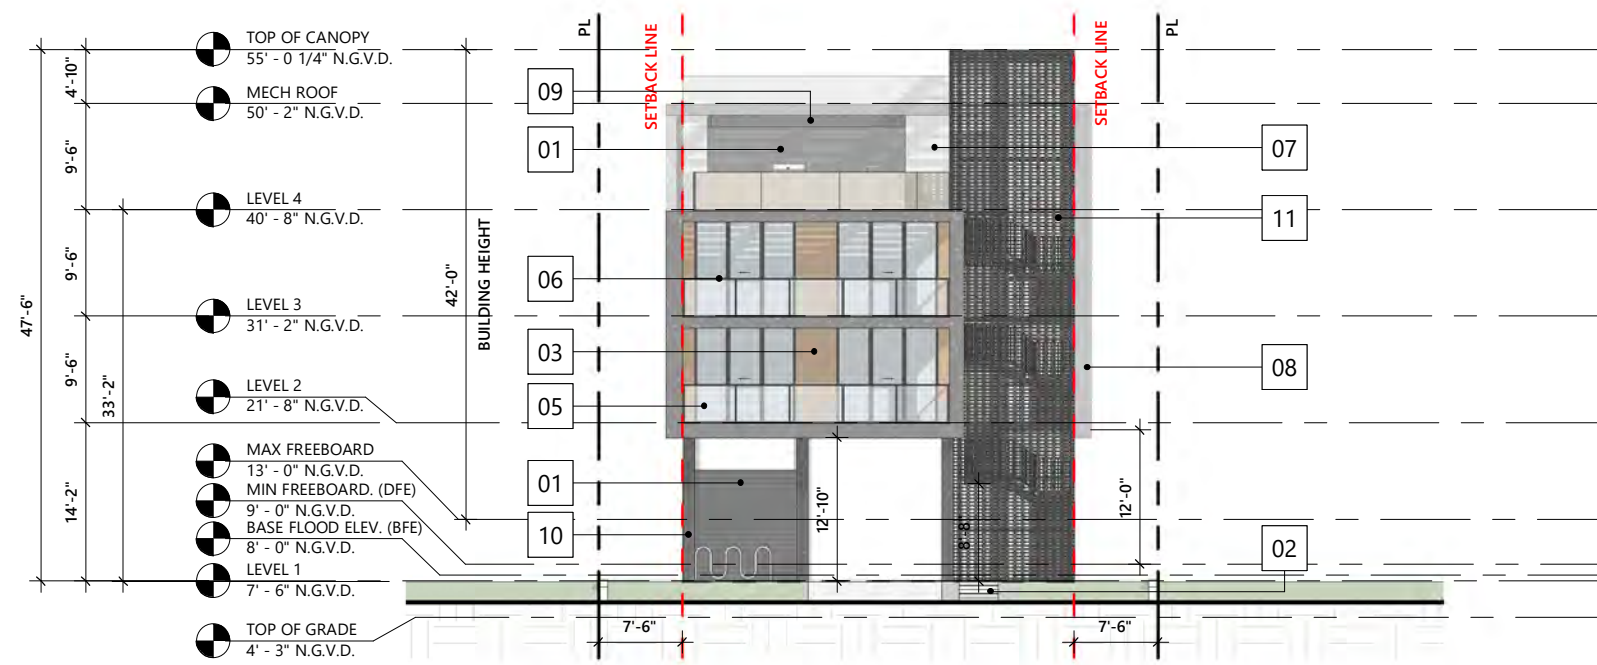 TOP OF CANOPY
55' - 0 1/4" N.G.V.D.
MECH ROOF
50' - 2" N.G.V.D.
LEVEL 4
40' - 8" N.G.V.D.
LEVEL 3
31' - 2" N.G.V.D.
LEVEL 2
21' - 8" N.G.V.D.
MAX FREEBOARD
13' - 0" N.G.V.D.
MIN FREEBOARD. (DFE)
9' - 0" N.G.V.D.
BASE FLOOD ELEV. (BFE)
8' - 0" N.G.V.D.
LEVEL 1
7' - 6" N.G.V.D.
TOP OF GRADE
4' - 3" N.G.V.D.
47'-6"
4'-10"
9'-6"
9'-6"
9'-6"
14'-2"
33'-2"
42'-0"
BUILDING HEIGHT
PL
SETBACK LINE
SETBACK LINE
PL
09
01
06
03
05
01
10
07
11
08
02
12'-10"
8'-8"
12'-0"
7'-6"
7'-6"